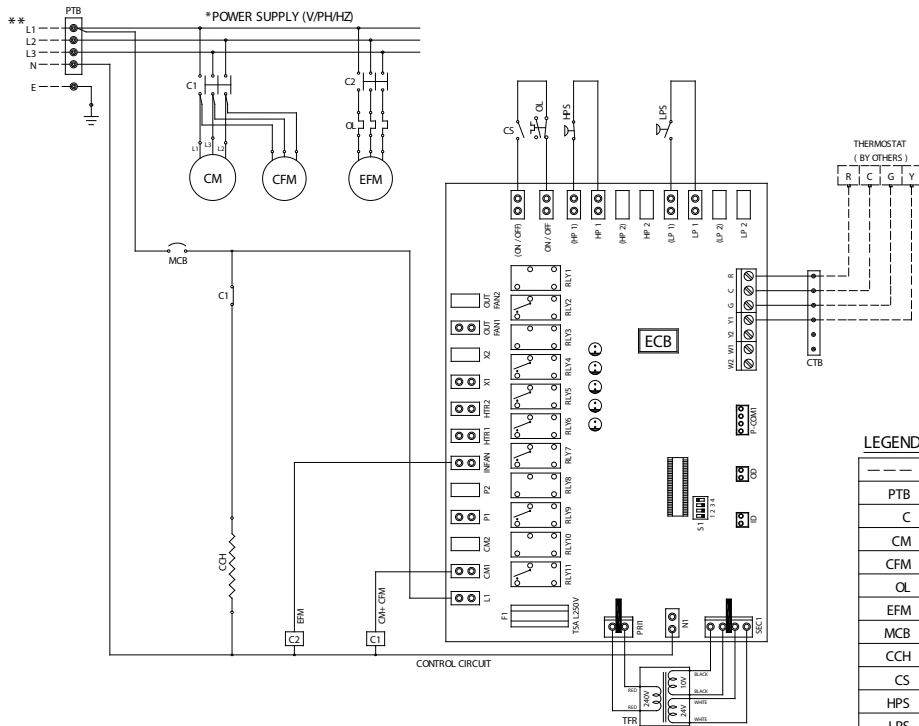 PTB
*POWER SUPPLY (V/PH/HZ)
**
L1
L2
L3
N
E
C1
C2
OL
L1
L3
L2
CM
CFM
EFM
MCB
C1
CCH
CS
OL
HPS
LPS
THERMOSTAT
( BY OTHERS )
R C G Y
(ON / OFF)
ON / OFF
(HP 1)
HP 1
(HP 2)
HP 2
(LP 1)
LP 1
(LP 2)
LP 2
OUT FAN2
OUT FAN1
X2
X1
HTR2
HTR1
INFAN
P2
P1
CM2
CM1
L1
RLY1
RLY2
RLY3
RLY4
RLY5
RLY6
RLY7
RLY8
RLY9
RLY10
RLY11
F1
T5A L250V
ECB
R
C
G
Y1
Y2
W1
W2
CTB
P-COM1
OD
ID
S1
1 2 3 4
PRI1
N1
SEC1
EFM
C2
CM+ CFM
C1
CONTROL CIRCUIT
RED
RED
240V
10V
24V
BLACK
BLACK
WHITE
WHITE
TFR
LEGEND
PTB
C
CM
CFM
OL
EFM
MCB
CCH
CS
HPS
LPS